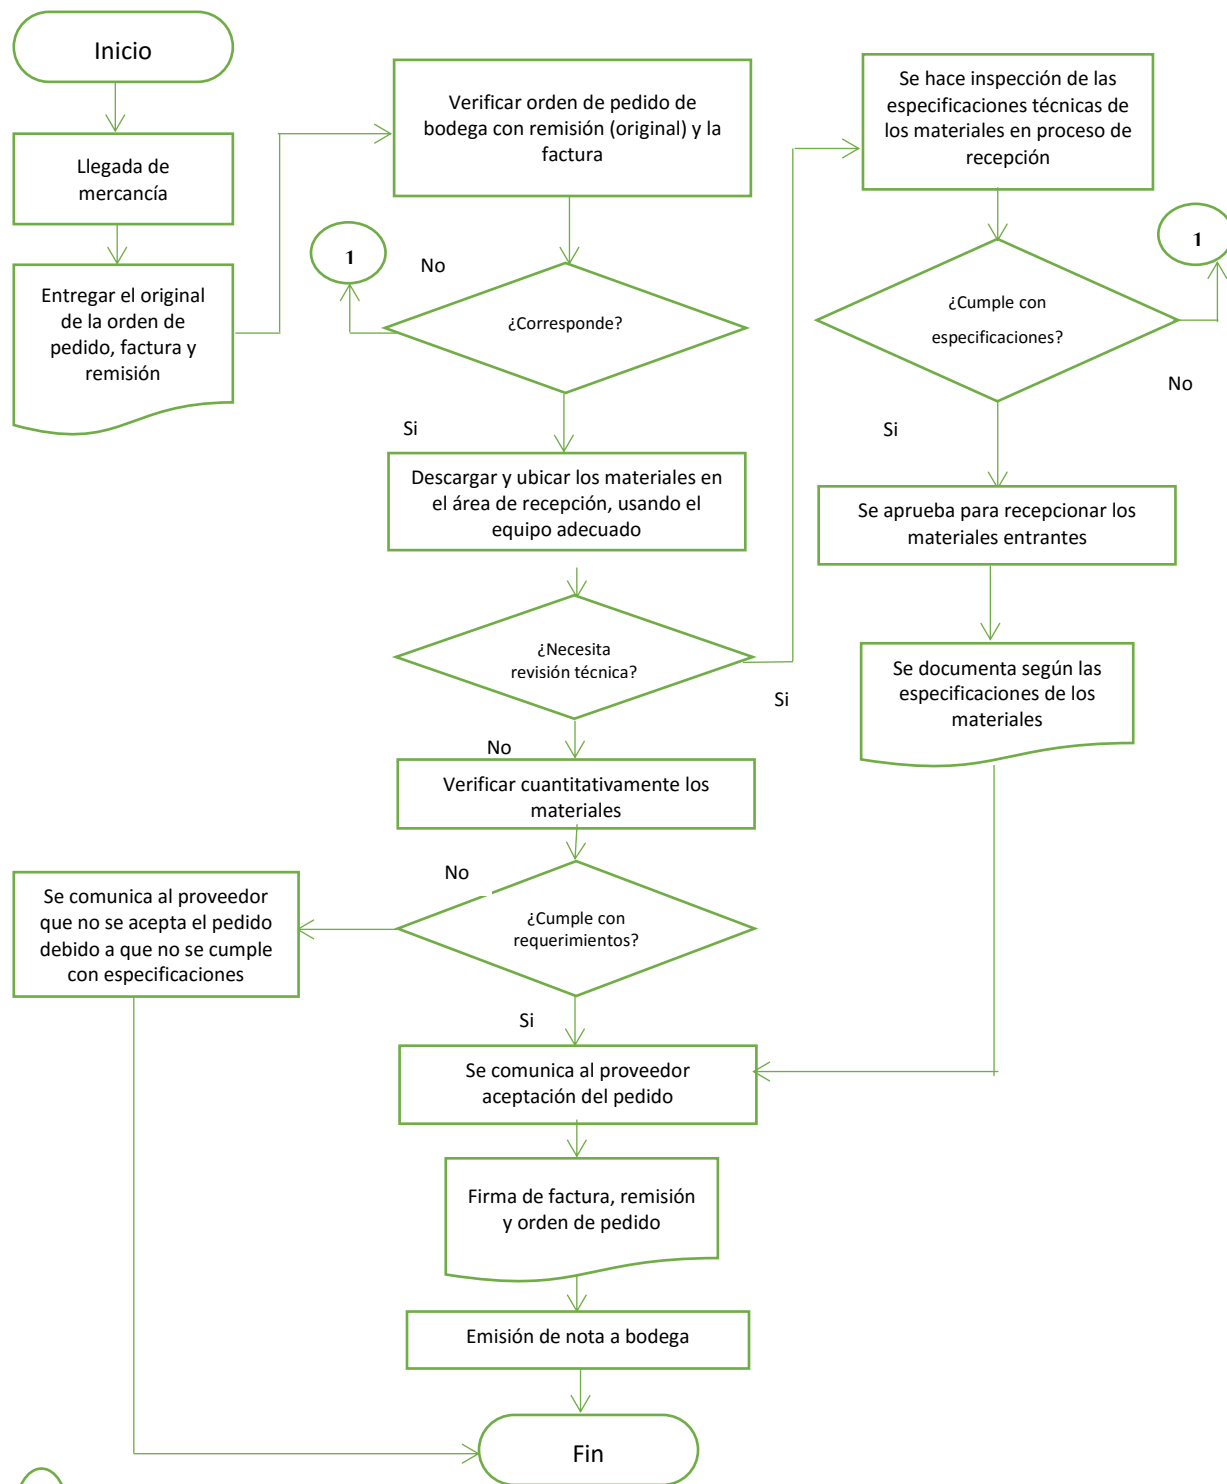 Inicio
Llegada de
mercancía
Entregar el original
de la orden de
pedido, factura y
remisión
Verificar orden de pedido de
bodega con remisión (original) y la
factura
1
No
¿Corresponde?
Si
Descargar y ubicar los materiales en
el área de recepción, usando el
equipo adecuado
¿Necesita
revisión técnica?
Si
No
Verificar cuantitativamente los
materiales
No
¿Cumple con
requerimientos?
Se comunica al proveedor
que no se acepta el pedido
debido a que no se cumple
con especificaciones
Si
Se comunica al proveedor
aceptación del pedido
Firma de factura, remisión
y orden de pedido
Emisión de nota a bodega
Fin
Se hace inspección de las
especificaciones técnicas de
los materiales en proceso de
recepción
1
¿Cumple con
especificaciones?
No
Si
Se aprueba para recepcionar los
materiales entrantes
Se documenta según las
especificaciones de los
materiales